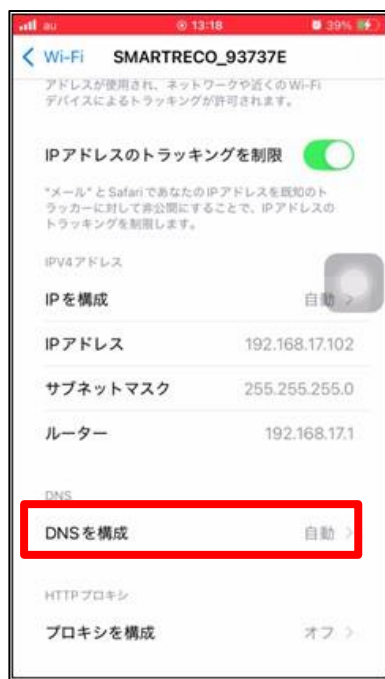 au 13:18 39%
Wi-Fi SMARTRECO_93737E
アドレスが使用され、ネットワークや近くの Wi-Fi
デバイスによるトラッキングが許可されます。
IPアドレスのトラッキングを制限
"メール" と Safari であなたの IPアドレスを既知のト
ラッカーに対して非公開にすることで、IPアドレスの
トラッキングを制限します。
IPV4アドレス
IPを構成 自動
IPアドレス 192.168.17.102
サブネットマスク 255.255.255.0
ルーター 192.168.17.1
DNS
DNSを構成 自動
HTTPプロキシ
プロキシを構成 オフ